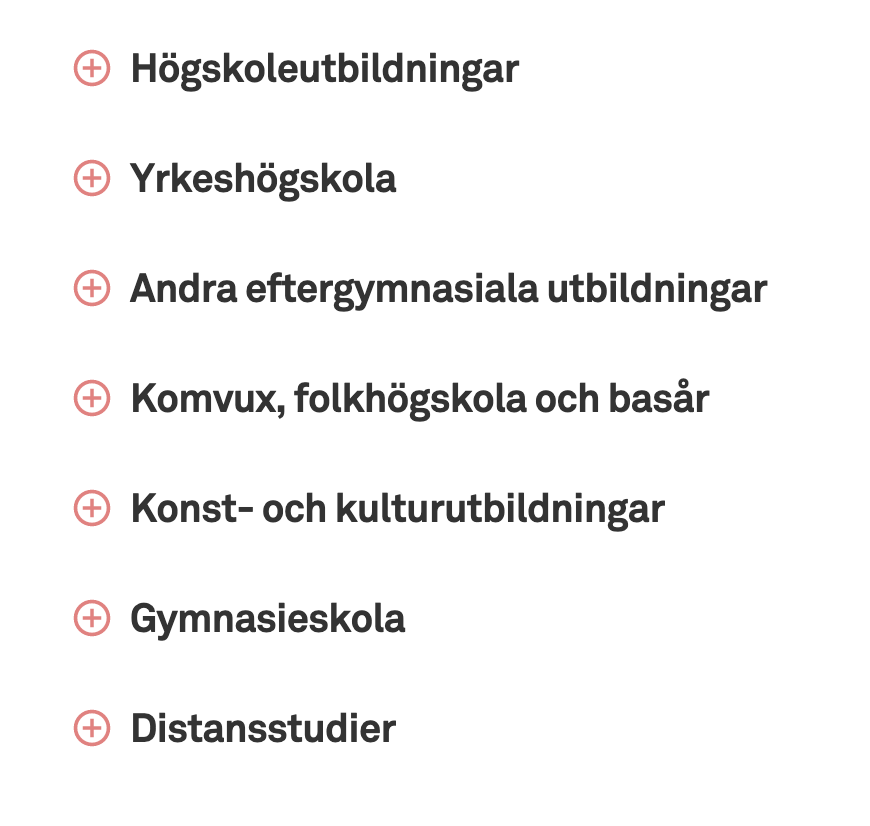 Högskoleutbildningar
Yrkeshögskola
Andra eftergymnasiala utbildningar
Komvux, folkhögskola och basår
Konst- och kulturutbildningar
Gymnasieskola
Distansstudier